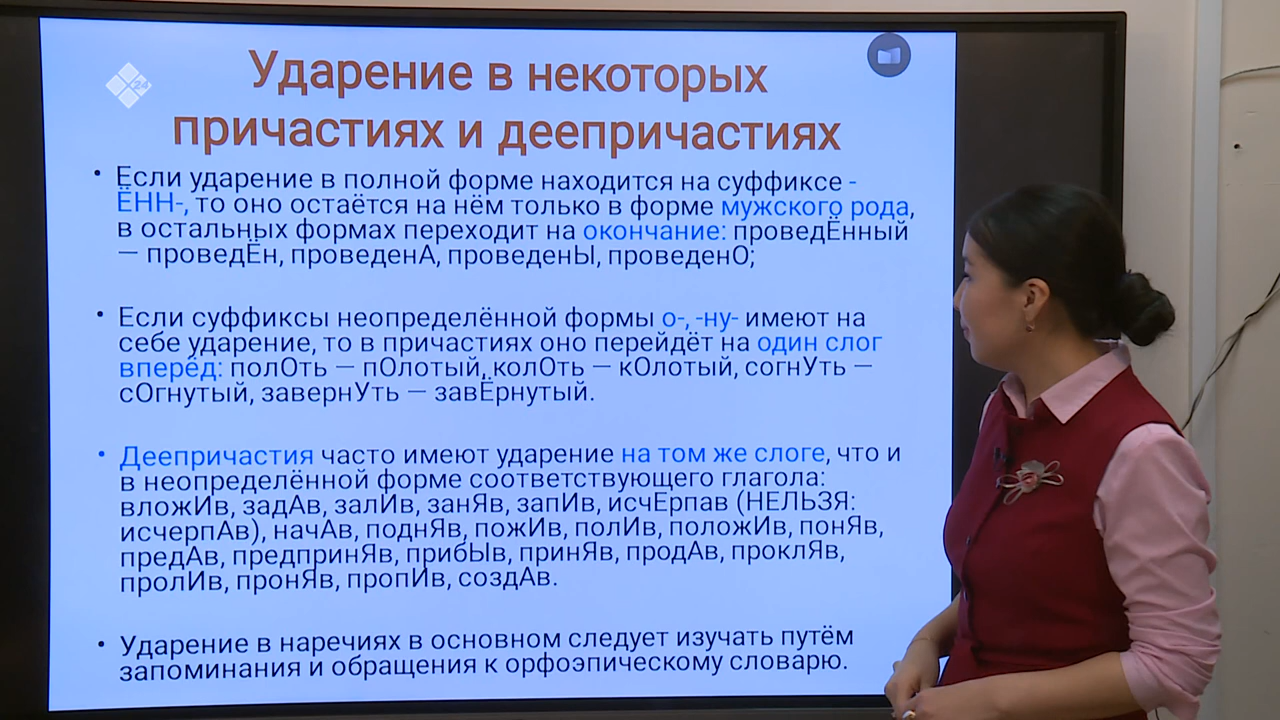 Ударение в некоторых
причастиях и деепричастиях
• Если ударение в полной форме находится на суффиксе -
ЁНН-, то оно остаётся на нём только в форме мужского рода,
в остальных формах переходит на окончание: проведЁнный
— проведЁн, проведенА, проведенЫ, проведенО;
• Если суффиксы неопределённой формы о-, -ну- имеют на
себе ударение, то в причастиях оно перейдёт на один слог
вперёд: полОть — пОлотый, колОть — кОлотый, согнУть —
сОгнутый, завернУть — завЁрнутый.
• Деепричастия часто имеют ударение на том же слоге, что и
в неопределённой форме соответствующего глагола:
вложИв, задАв, залИв, занЯв, запИв, исчЕрпав (НЕЛЬЗЯ:
исчерпАв), начАв, поднЯв, пожИв, полИв, положИв, понЯв,
предАв, предпринЯв, прибЫв, принЯв, продАв, проклЯв,
пролИв, пронЯв, пропИв, создАв.
• Ударение в наречиях в основном следует изучать путём
запоминания и обращения к орфоэпическому словарю.
24